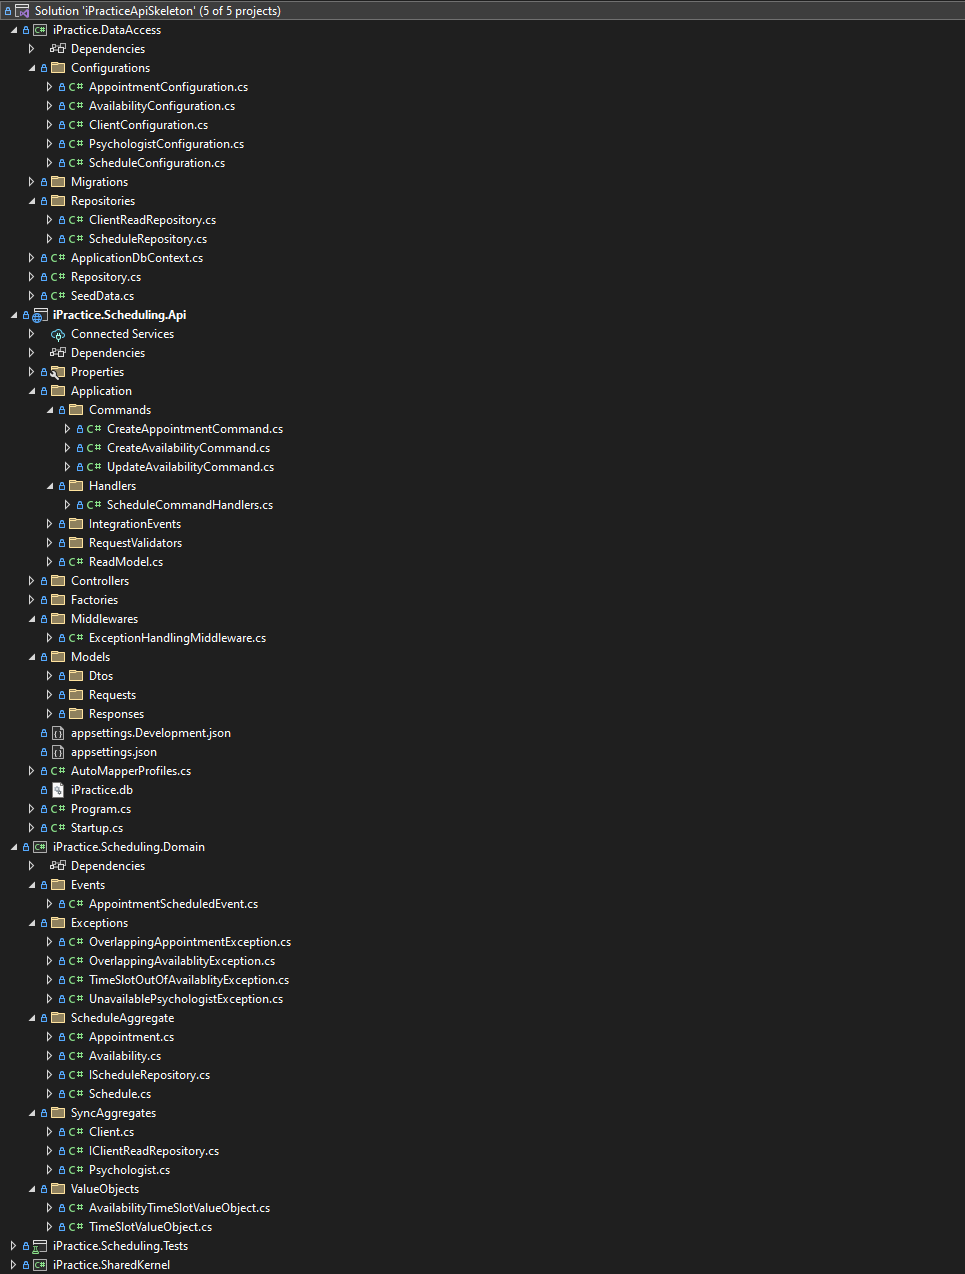 Solution 'iPracticeApiSkeleton' (5 of 5 projects)
C# iPractice.DataAccess
Dependencies
Configurations
C# AppointmentConfiguration.cs
C# AvailabilityConfiguration.cs
C# ClientConfiguration.cs
C# PsychologistConfiguration.cs
C# ScheduleConfiguration.cs
Migrations
Repositories
C# ClientReadRepository.cs
C# ScheduleRepository.cs
C# ApplicationDbContext.cs
C# Repository.cs
C# SeedData.cs
iPractice.Scheduling.Api
Connected Services
Dependencies
Properties
Application
Commands
C# CreateAppointmentCommand.cs
C# CreateAvailabilityCommand.cs
C# UpdateAvailabilityCommand.cs
Handlers
C# ScheduleCommandHandlers.cs
IntegrationEvents
RequestValidators
C# ReadModel.cs
Controllers
Factories
Middlewares
C# ExceptionHandlingMiddleware.cs
Models
Dtos
Requests
Responses
appsettings.Development.json
appsettings.json
C# AutoMapperProfiles.cs
iPractice.db
C# Program.cs
C# Startup.cs
C# iPractice.Scheduling.Domain
Dependencies
Events
C# AppointmentScheduledEvent.cs
Exceptions
C# OverlappingAppointmentException.cs
C# OverlappingAvailablityException.cs
C# TimeSlotOutOfAvailablityException.cs
C# UnavailablePsychologistException.cs
ScheduleAggregate
C# Appointment.cs
C# Availability.cs
C# IScheduleRepository.cs
C# Schedule.cs
SyncAggregates
C# Client.cs
C# IClientReadRepository.cs
C# Psychologist.cs
ValueObjects
C# AvailabilityTimeSlotValueObject.cs
C# TimeSlotValueObject.cs
iPractice.Scheduling.Tests
C# iPractice.SharedKernel